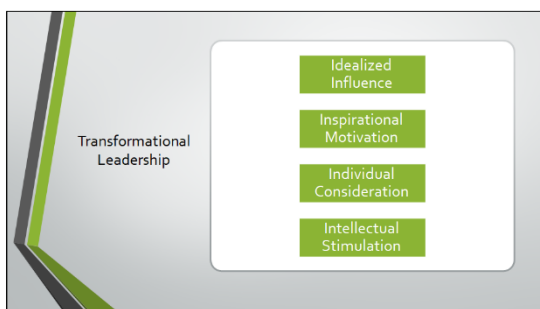 Transformational
Leadership
Idealized
Influence
Inspirational
Motivation
Individual
Consideration
Intellectual
Stimulation